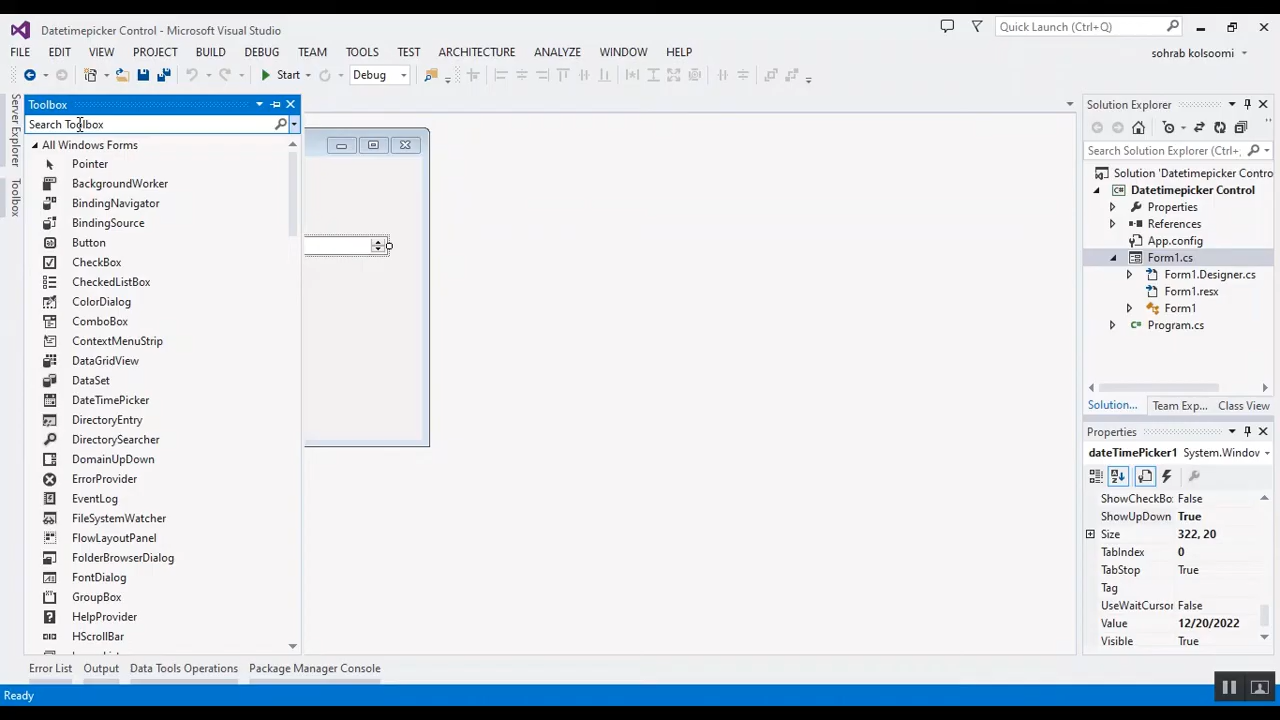 Datetimepicker Control - Microsoft Visual Studio
Quick Launch (Ctrl+Q)
FILE EDIT VIEW PROJECT BUILD DEBUG TEAM TOOLS TEST ARCHITECTURE ANALYZE WINDOW HELP
sohrab kolsoomi
Start
Debug
Server Explorer
Toolbox
Toolbox
Search Toolbox
All Windows Forms
Pointer
BackgroundWorker
BindingNavigator
BindingSource
Button
CheckBox
CheckedListBox
ColorDialog
ComboBox
ContextMenuStrip
DataGridView
DataSet
DateTimePicker
DirectoryEntry
DirectorySearcher
DomainUpDown
ErrorProvider
EventLog
FileSystemWatcher
FlowLayoutPanel
FolderBrowserDialog
FontDialog
GroupBox
HelpProvider
HScrollBar
Solution Explorer
Search Solution Explorer (Ctrl+;
Solution 'Datetimepicker Contro
Datetimepicker Control
Properties
References
App.config
Form1.cs
Form1.Designer.cs
Form1.resx
Form1
Program.cs
Solution... Team Exp... Class View
Properties
dateTimePicker1 System.Window
ShowCheckBo: False
ShowUpDown True
Size 322, 20
TabIndex 0
TabStop True
Tag
UseWaitCursor False
Value 12/20/2022
Visible True
Error List Output Data Tools Operations Package Manager Console
Ready